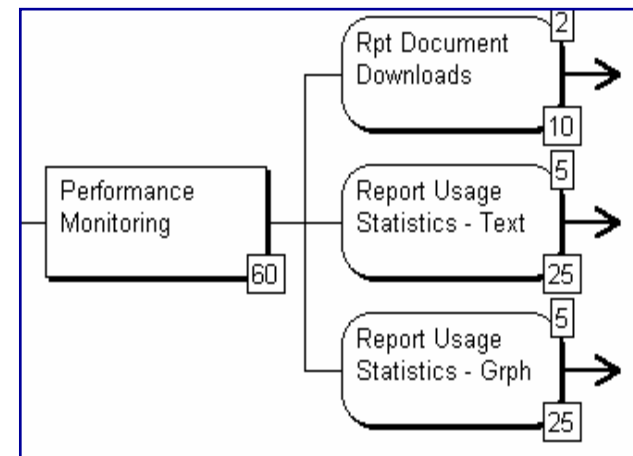 2
Rpt Document
Downloads
10
Performance
Monitoring
60
5
Report Usage
Statistics - Text
25
5
Report Usage
Statistics - Grph
25